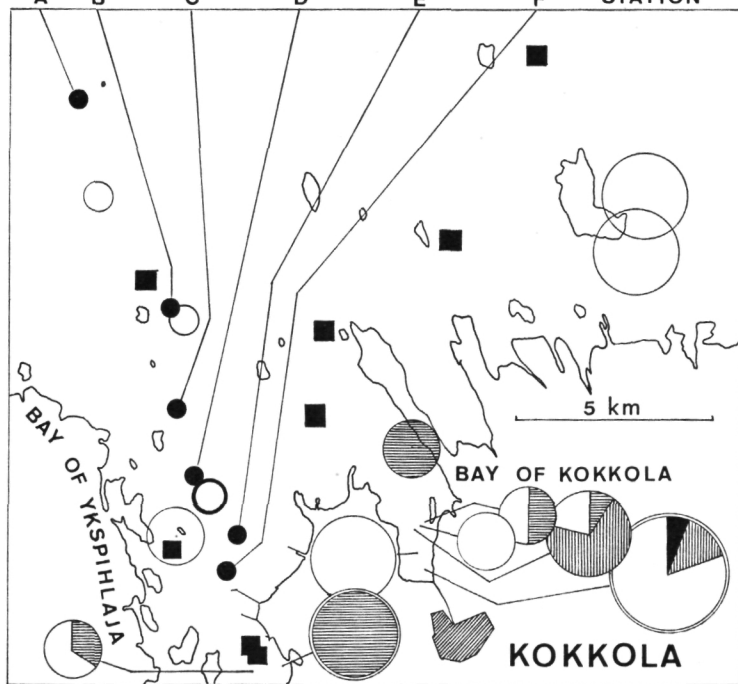 A B C D E F STATION
5 km
BAY OF KOKKOLA
BAY OF YKSPIHLAJA
KOKKOLA